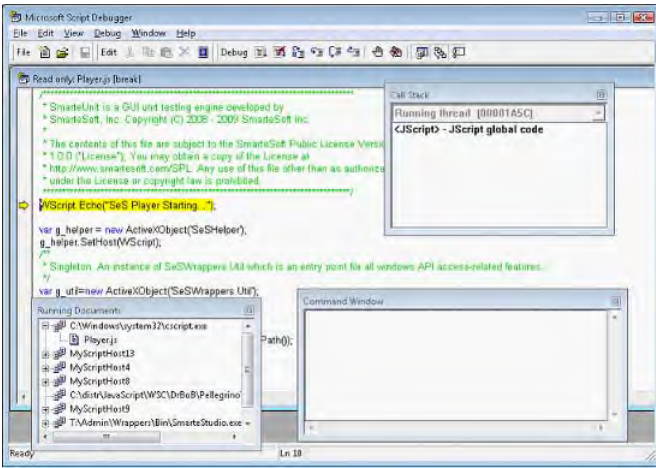 Microsoft Script Debugger
File Edit View Debug Window Help
File Edit Debug
Read only: Player.js [break]
/**********************************************************************
* SmarteUnit is a GUI unit testing engine developed by
* SmarteSoft, Inc. Copyright (C) 2008 - 2009 SmarteSoft Inc.
*
* The contents of this file are subject to the SmarteSoft Public License Versi
* 1.0.0 ("License"); You may obtain a copy of the License at
* http://www.smartesoft.com/SPL. Any use of this file other than as authorize
* under the License or copyright law is prohibited.
**********************************************************************/
WScript.Echo("SeS Player Starting...");
var g_helper = new ActiveXObject("SeSHelper");
g_helper.SetHost(WScript);
/**
* Singleton. An instance of SeSWrappers.Util which is an entry point for all windows API access-related features.
*/
var g_util=new ActiveXObject("SeSWrappers.Util");
Path());
Call Stack
Running thread [00001A5C]
<JScript> - JScript global code
Running Documents
C:\Windows\system32\cscript.exe
Player.js
MyScriptHost13
MyScriptHost4
MyScriptHost8
C:\distr\JavaScript\WSC\DrBoB\Pellegrino
MyScriptHost9
T:\Admin\Wrappers\Bin\SmarteStudio.exe
Command Window
Ready
Ln 18